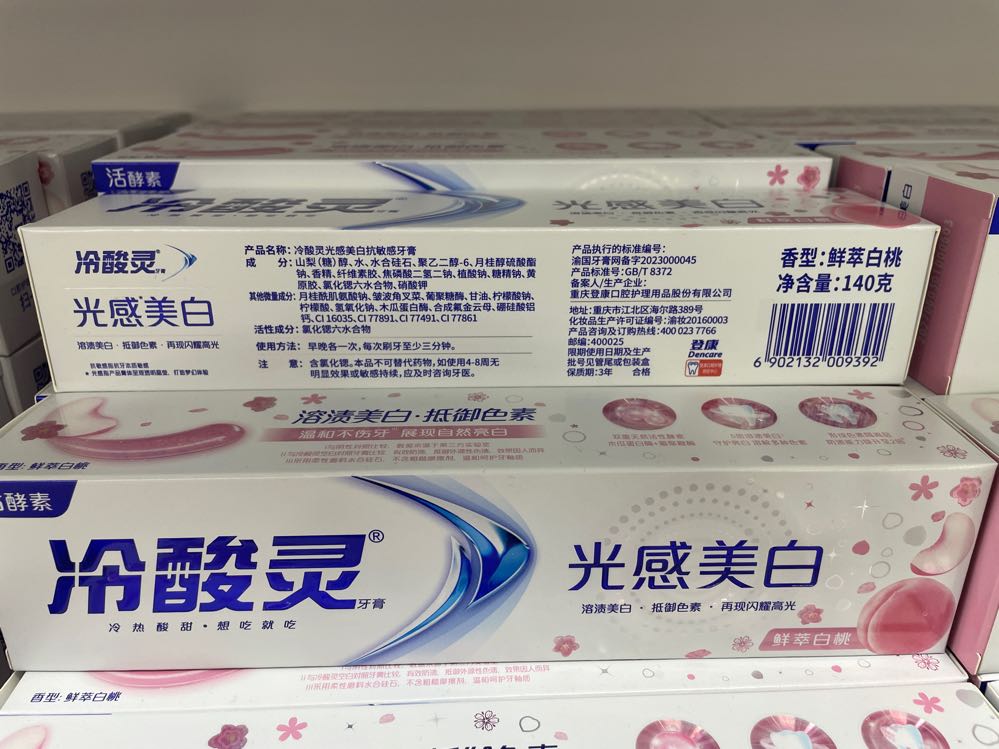 活酵素
冷酸灵
光感美白
冷酸灵®
牙膏
光感美白
溶渍美白·抵御色素·再现闪耀高光
抗敏感指抗牙本质敏感
产品名称：冷酸灵光感美白抗敏感牙膏
成　分：山梨（糖）醇、水、水合硅石、聚乙二醇-6、月桂醇硫酸酯
钠、香精、纤维素胶、焦磷酸二氢二钠、植酸钠、糖精钠、黄
原胶、氯化锶六水合物、硝酸钾
其他微量成分：月桂酰肌氨酸钠、皱波角叉菜、葡聚糖酶、甘油、柠檬酸钠、
柠檬酸、氢氧化钠、木瓜蛋白酶、合成氟金云母、硼硅酸铝
钙、CI 16035、CI 77891、CI 77491、CI 77861
活性成分：氯化锶六水合物
使用方法：早晚各一次，每次刷牙至少三分钟。
注　意：含氯化锶。本品不可替代药物，如使用4-8周无
明显效果或敏感持续，应及时咨询牙医。
产品执行的标准编号：
渝国牙膏网备字2023000045
产品标准号：GB/T 8372
备案人/生产企业：
重庆登康口腔护理用品股份有限公司
地址：重庆市江北区海尔路389号
化妆品生产许可证编号：渝妆20160003
产品咨询及订购热线：400 023 7766
邮编：400025
限期使用日期及生产
批号见管尾或包装盒
保质期：3年　合格
登康
Dencare
香型：鲜萃白桃
净含量：140克
6 902132 009392
溶渍美白·抵御色素
温和不伤牙 展现自然亮白
香型：鲜萃白桃
活酵素
冷酸灵®
牙膏
冷热酸甜·想吃就吃
光感美白
溶渍美白·抵御色素·再现闪耀高光
鲜萃白桃
香型：鲜萃白桃